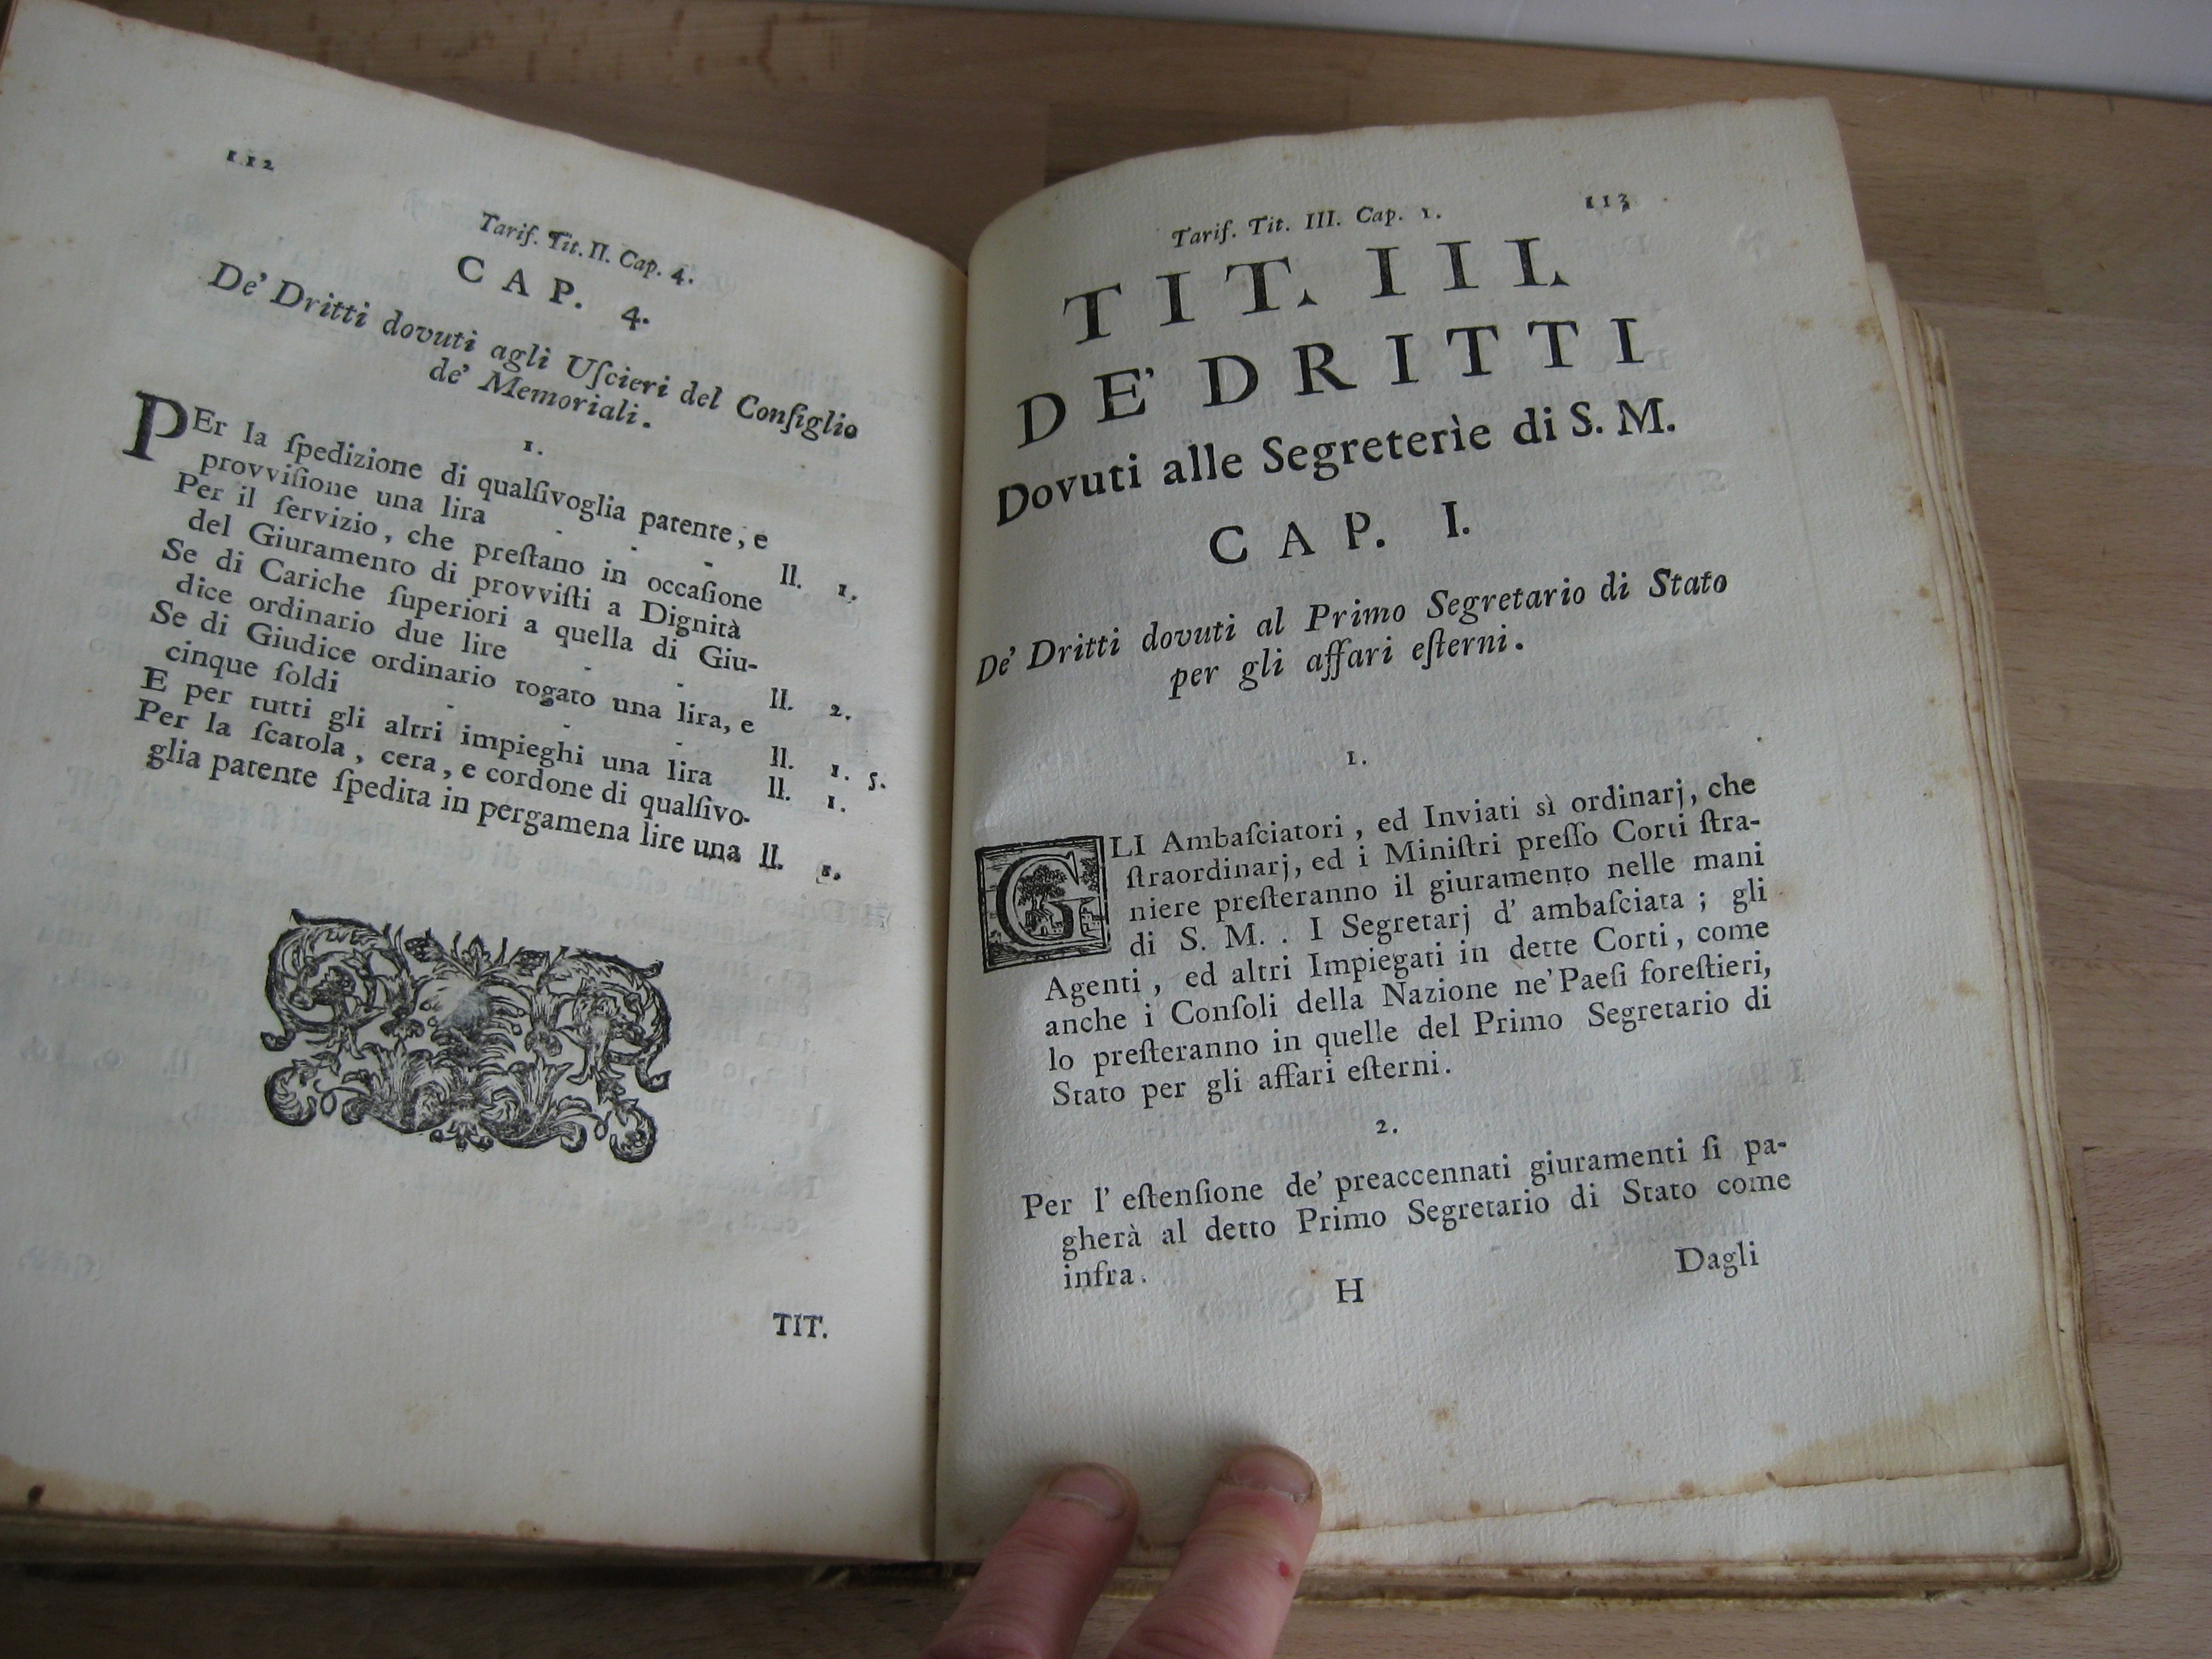 112
Tarif. Tit. II. Cap. 4.
CAP. 4.
De' Dritti dovuti agli Uſcieri del Conſiglio
de' Memoriali.
1.
PEr la ſpedizione di qualſivoglia patente, e
provviſione una lira - - - ll. 1.
Per il ſervizio, che preſtano in occaſione
del Giuramento di provviſti a Dignità
Se di Cariche ſuperiori a quella di Giu-
dice ordinario due lire - - ll. 2.
Se di Giudice ordinario togato una lira, e
cinque ſoldi - - - ll. 1. 5.
E per tutti gli altri impieghi una lira ll. 1.
Per la ſcatola, cera, e cordone di qualſivo-
glia patente ſpedita in pergamena lire una ll. 1.
TIT.
Tarif. Tit. III. Cap. 1. 113
TIT. III.
DE' DRITTI
Dovuti alle Segreterìe di S. M.
CAP. I.
De' Dritti dovuti al Primo Segretario di Stato
per gli affari eſterni.
1.
GLI Ambaſciatori, ed Inviati sì ordinarj, che
ſtraordinarj, ed i Miniſtri preſſo Corti ſtra-
niere preſteranno il giuramento nelle mani
di S. M. . I Segretarj d' ambaſciata; gli
Agenti, ed altri Impiegati in dette Corti, come
anche i Conſoli della Nazione ne' Paeſi foreſtieri,
lo preſteranno in quelle del Primo Segretario di
Stato per gli affari eſterni.
2.
Per l' eſtenſione de' preaccennati giuramenti ſi pa-
gherà al detto Primo Segretario di Stato come
infra.
H Dagli